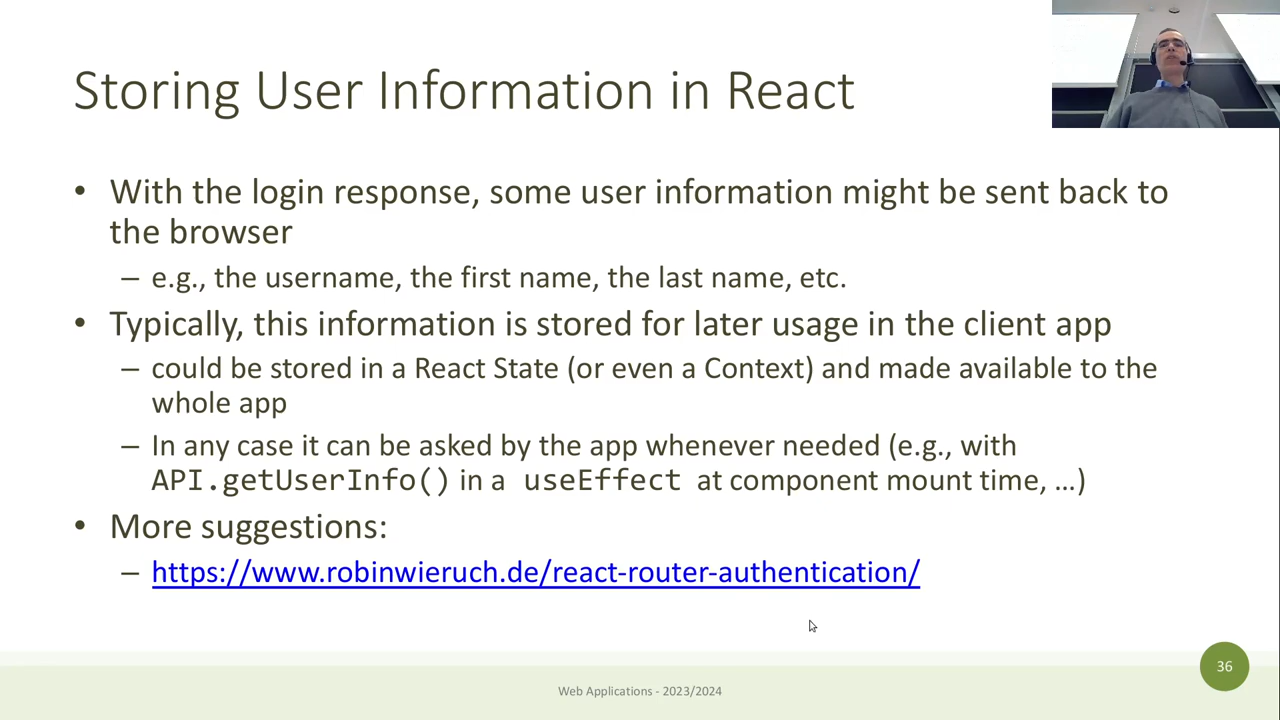 Storing User Information in React
• With the login response, some user information might be sent back to
the browser
– e.g., the username, the first name, the last name, etc.
• Typically, this information is stored for later usage in the client app
– could be stored in a React State (or even a Context) and made available to the
whole app
– In any case it can be asked by the app whenever needed (e.g., with
API.getUserInfo() in a useEffect at component mount time, …)
• More suggestions:
– https://www.robinwieruch.de/react-router-authentication/
36
Web Applications - 2023/2024